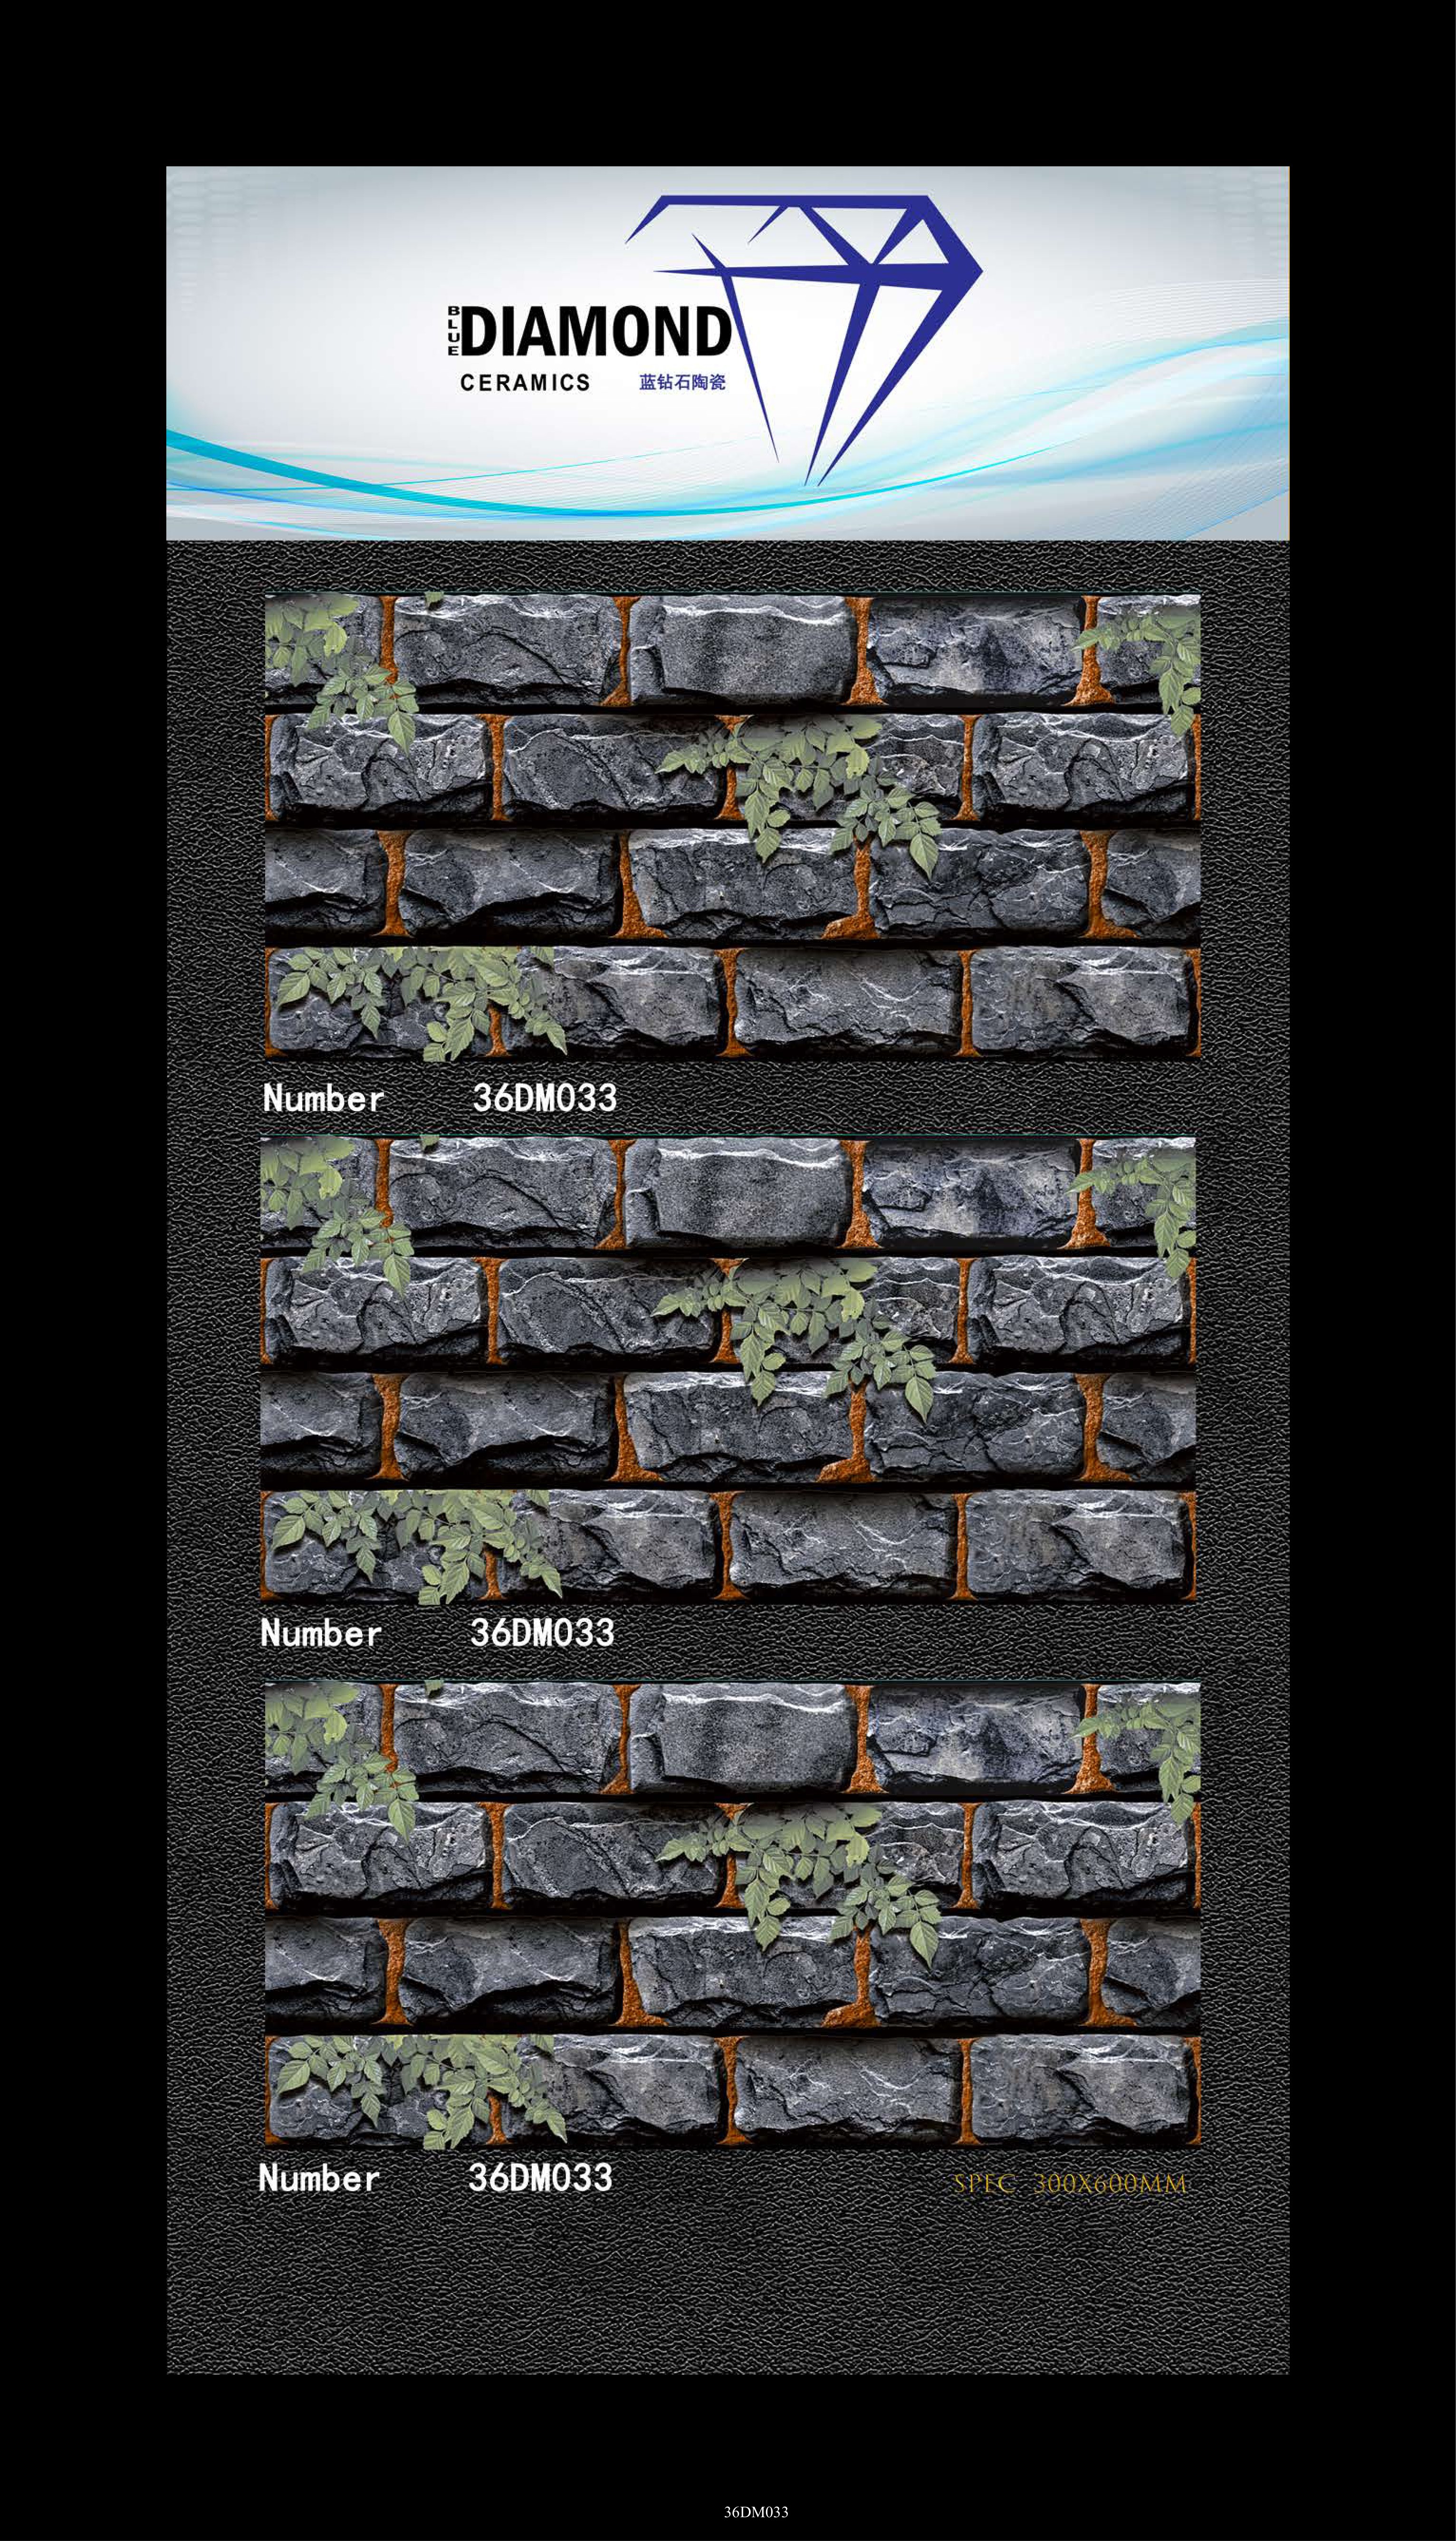 BLUE DIAMOND
CERAMICS 蓝钻石陶瓷
Number 36DM033
Number 36DM033
Number 36DM033
SPEC 300X600MM
36DM033